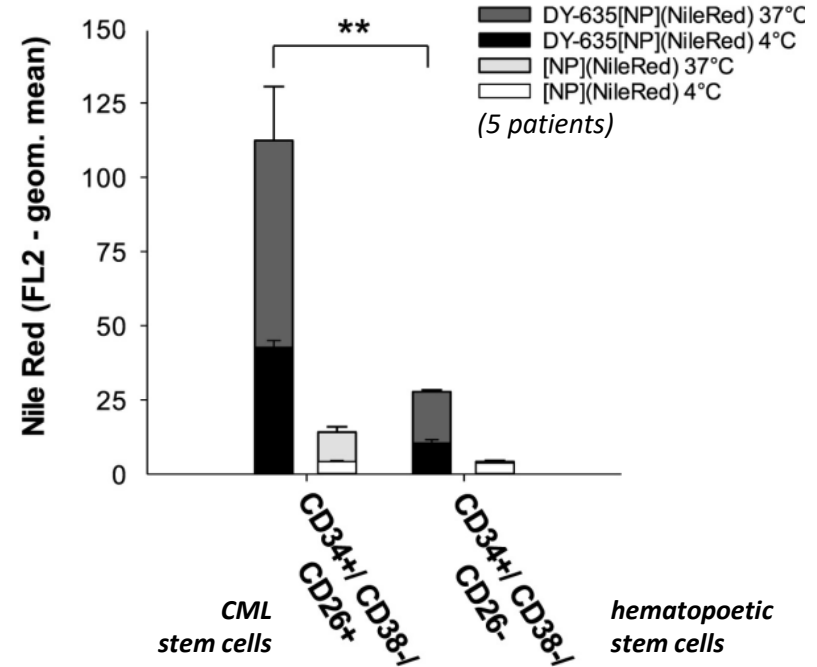 DY-635[NP](NileRed) 37°C
DY-635[NP](NileRed) 4°C
[NP](NileRed) 37°C
[NP](NileRed) 4°C
(5 patients)
**
Nile Red (FL2 - geom. mean)
150
125
100
75
50
25
0
CD34+/ CD38-/
CD26+
CD34+/ CD38-/
CD26-
CML
stem cells
hematopoetic
stem cells